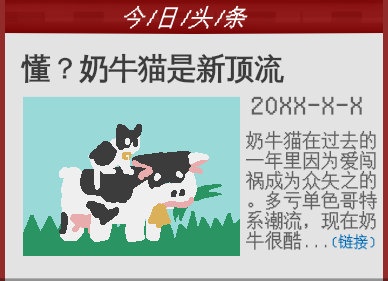 今/日/头/条
懂？奶牛猫是新顶流
20XX-X-X
奶牛猫在过去的
一年里因为爱闯
祸成为众矢之的
。多亏单色哥特
系潮流，现在奶
牛很酷...(链接)